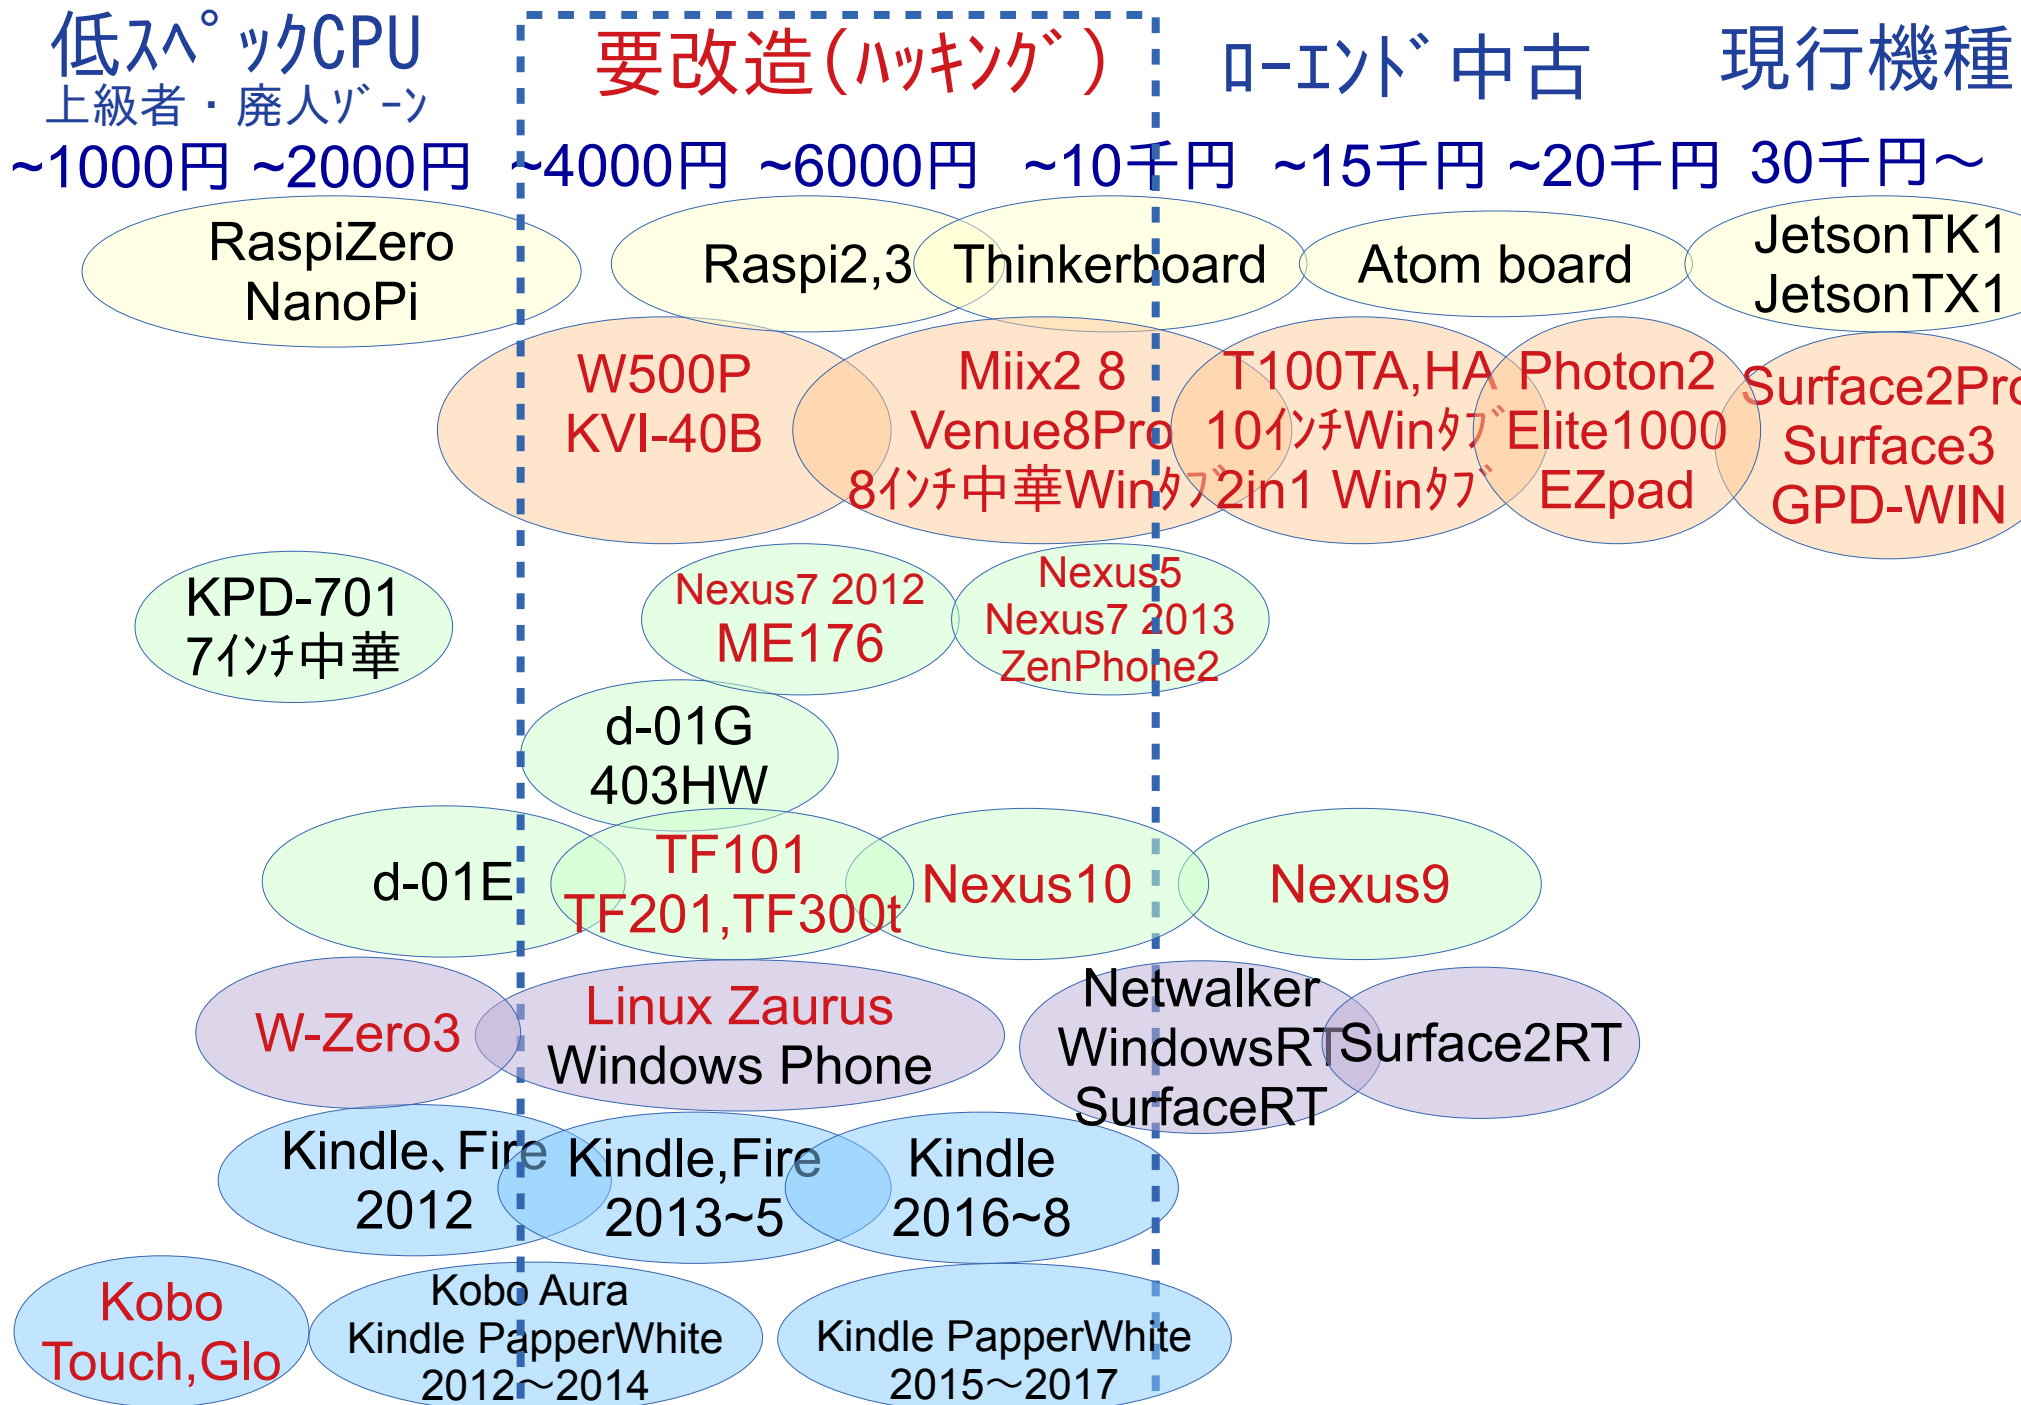 低スペックCPU
上級者・廃人ゾーン
要改造(ハッキング)
ローエンド中古
現行機種
~1000円 ~2000円 ~4000円 ~6000円 ~10千円 ~15千円 ~20千円 30千円～
RaspiZero
NanoPi
Raspi2,3
Thinkerboard
Atom board
JetsonTK1
JetsonTX1
W500P
KVI-40B
Miix2 8
Venue8Pro
8インチ中華Winタブ
T100TA,HA
10インチWinタブ
2in1 Winタブ
Photon2
Elite1000
EZpad
Surface2Pro
Surface3
GPD-WIN
KPD-701
7インチ中華
Nexus7 2012
ME176
Nexus5
Nexus7 2013
ZenPhone2
d-01G
403HW
d-01E
TF101
TF201,TF300t
Nexus10
Nexus9
W-Zero3
Linux Zaurus
Windows Phone
Netwalker
WindowsRT
SurfaceRT
Surface2RT
Kindle、Fire
2012
Kindle,Fire
2013~5
Kindle
2016~8
Kobo
Touch,Glo
Kobo Aura
Kindle PapperWhite
2012～2014
Kindle PapperWhite
2015～2017